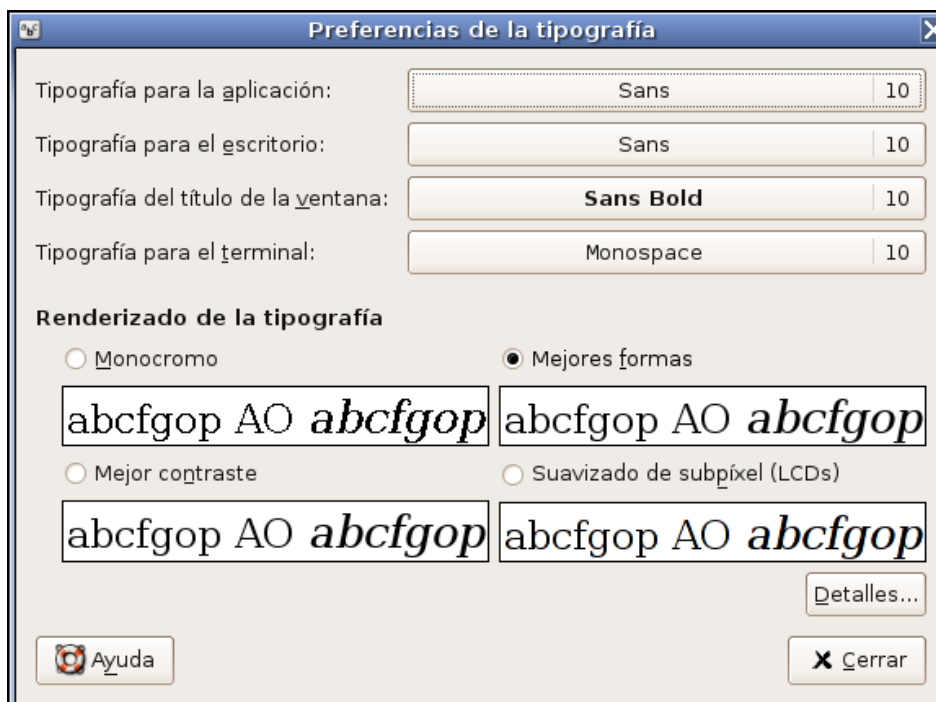 Preferencias de la tipografía
Tipografía para la aplicación: Sans 10
Tipografía para el escritorio: Sans 10
Tipografía del título de la ventana: Sans Bold 10
Tipografía para el terminal: Monospace 10
Renderizado de la tipografía
Monocromo Mejores formas
abcfgop AO abcfgop abcfgop AO abcfgop
Mejor contraste Suavizado de subpíxel (LCDs)
abcfgop AO abcfgop abcfgop AO abcfgop
Detalles...
Ayuda Cerrar